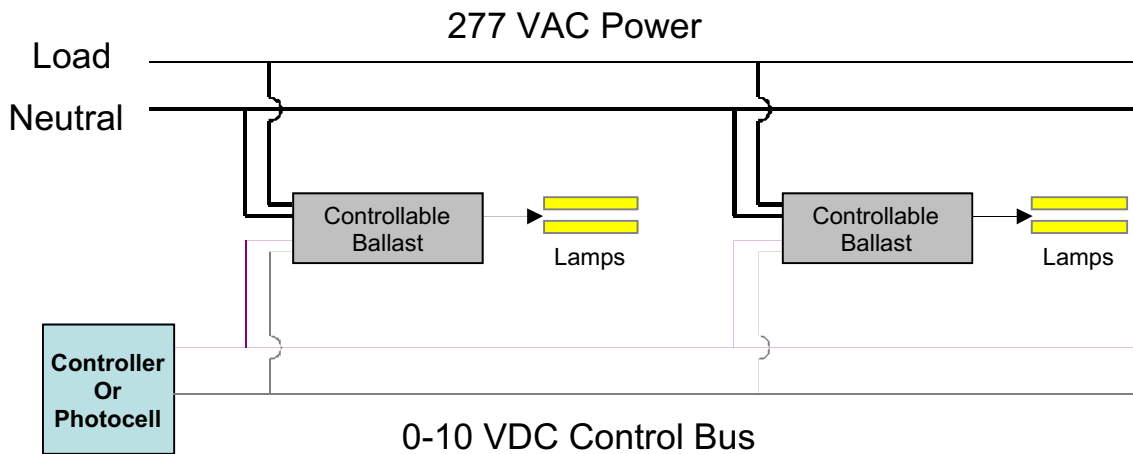 277 VAC Power
Load
Neutral
Controllable
Ballast
Lamps
Controllable
Ballast
Lamps
Controller
Or
Photocell
0-10 VDC Control Bus